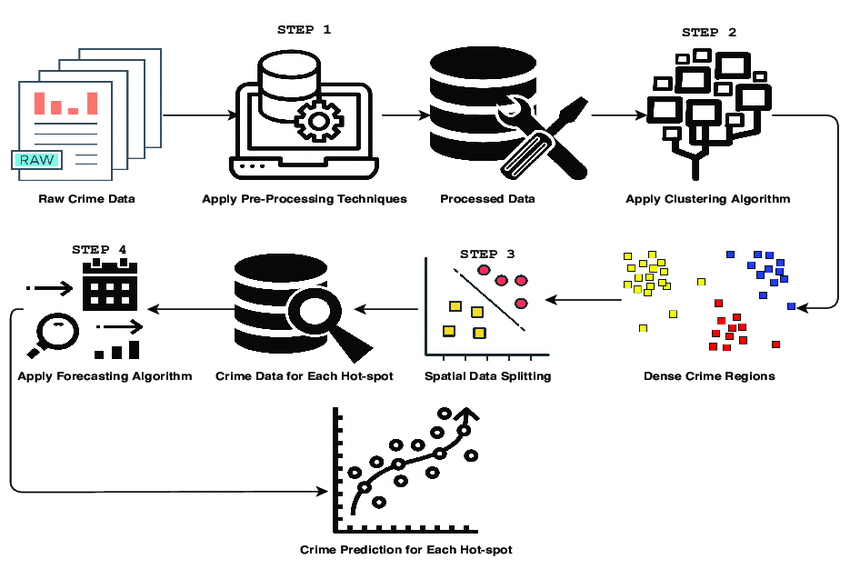 STEP 1
STEP 2
RAW
Raw Crime Data
Apply Pre-Processing Techniques
Processed Data
Apply Clustering Algorithm
STEP 4
STEP 3
Apply Forecasting Algorithm
Crime Data for Each Hot-spot
Spatial Data Splitting
Dense Crime Regions
Crime Prediction for Each Hot-spot